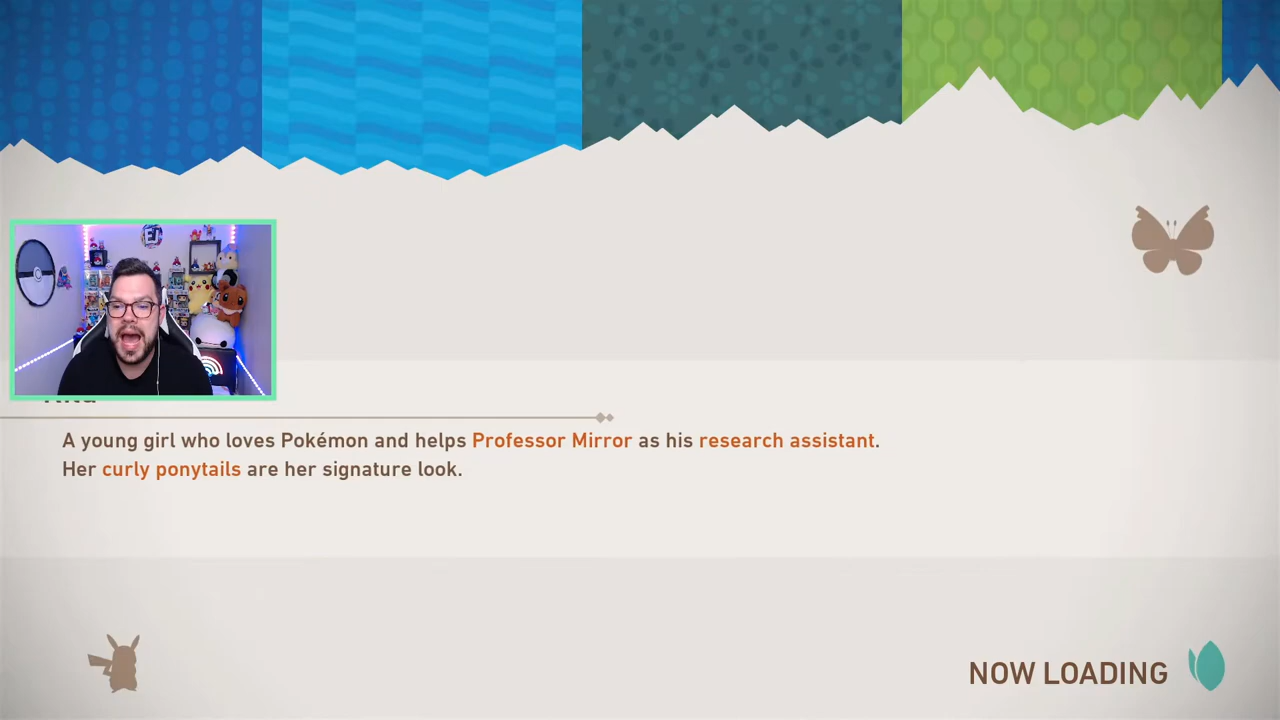 A young girl who loves Pokémon and helps Professor Mirror as his research assistant.
Her curly ponytails are her signature look.
NOW LOADING